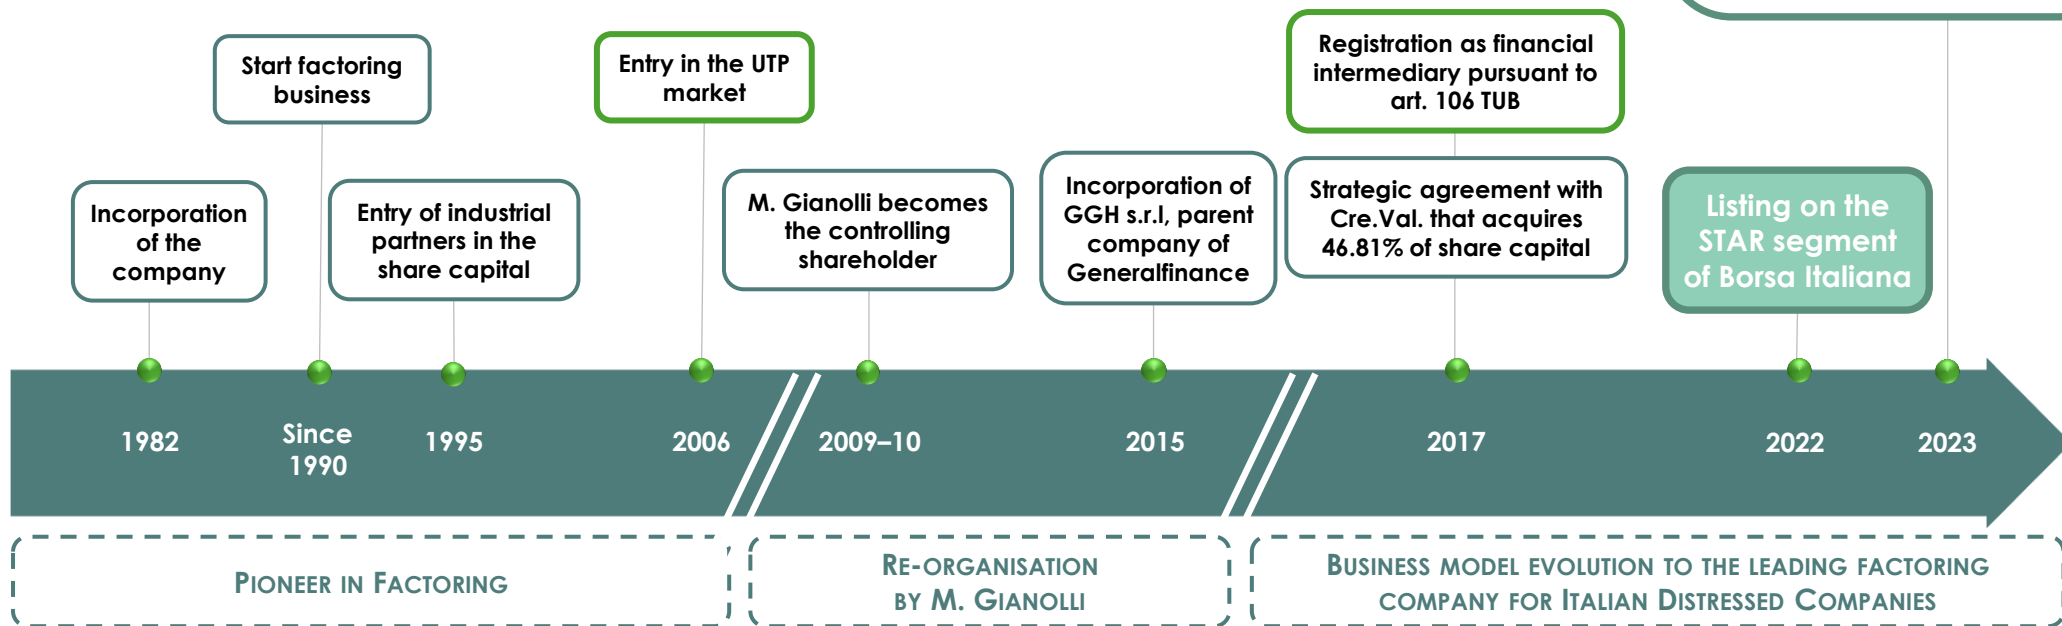 Start factoring
business
Entry in the UTP
market
Registration as financial
intermediary pursuant to
art. 106 TUB
Incorporation
of the
company
Entry of industrial
partners in the
share capital
M. Gianolli becomes
the controlling
shareholder
Incorporation of
GGH s.r.l, parent
company of
Generalfinance
Strategic agreement with
Cre.Val. that acquires
46.81% of share capital
Listing on the
STAR segment
of Borsa Italiana
1982
Since
1990
1995
2006
2009–10
2015
2017
2022
2023
PIONEER IN FACTORING
RE-ORGANISATION
BY M. GIANOLLI
BUSINESS MODEL EVOLUTION TO THE LEADING FACTORING
COMPANY FOR ITALIAN DISTRESSED COMPANIES